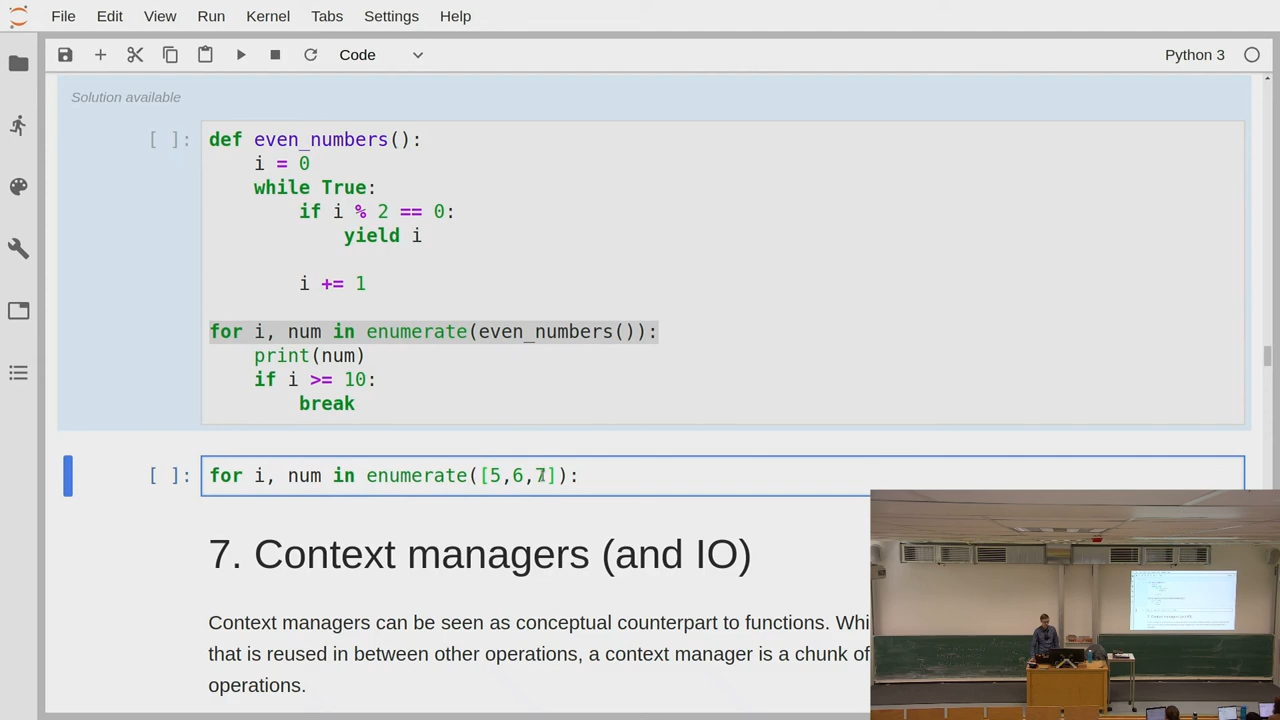 File Edit View Run Kernel Tabs Settings Help
Code Python 3
Solution available
[ ]:
def even_numbers():
i = 0
while True:
if i % 2 == 0:
yield i
i += 1
for i, num in enumerate(even_numbers()):
print(num)
if i >= 10:
break
[ ]: for i, num in enumerate([5,6,7]):
7. Context managers (and IO)
Context managers can be seen as conceptual counterpart to functions. Whi
that is reused in between other operations, a context manager is a chunk of
operations.